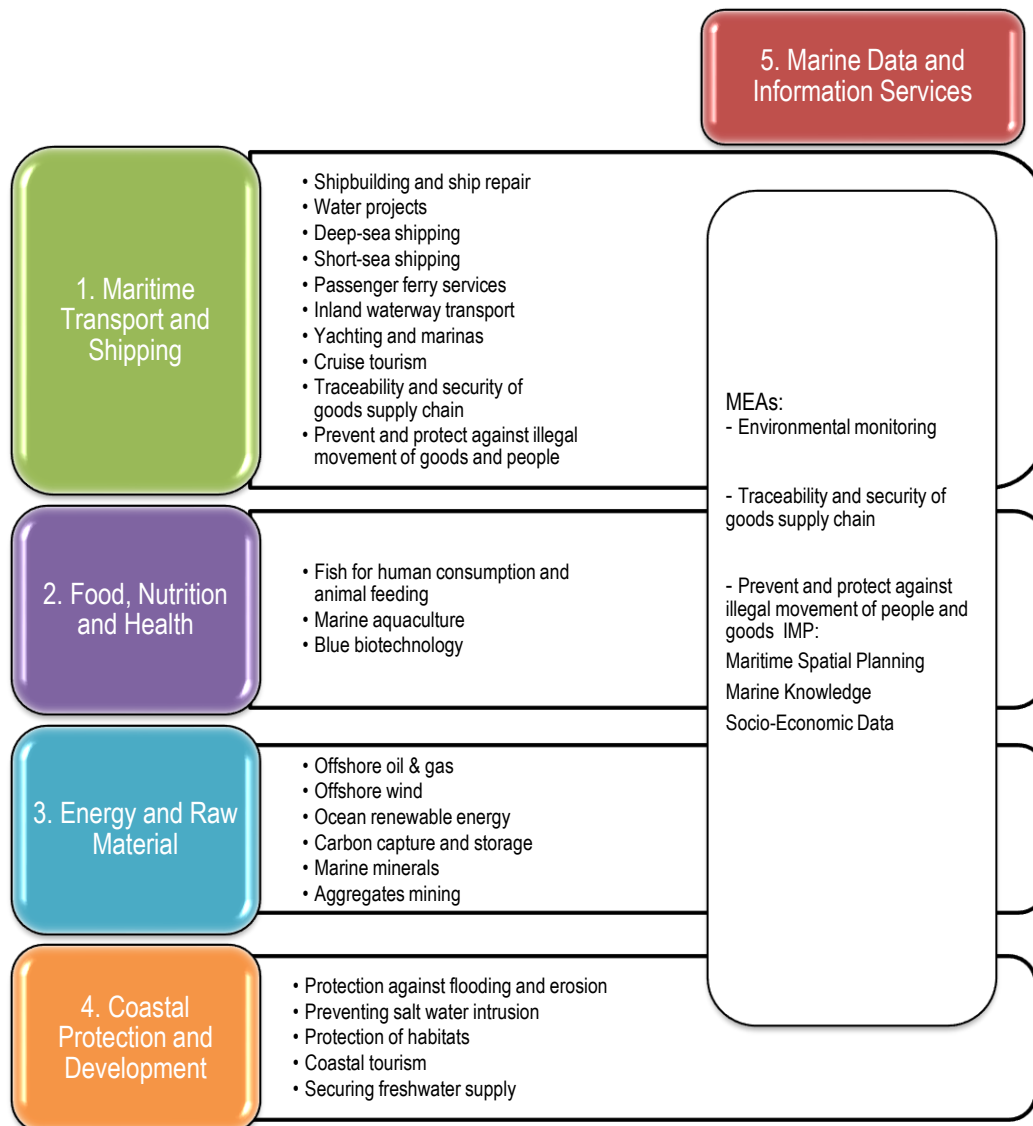 5. Marine Data and
Information Services
1. Maritime
Transport and
Shipping
• Shipbuilding and ship repair
• Water projects
• Deep-sea shipping
• Short-sea shipping
• Passenger ferry services
• Inland waterway transport
• Yachting and marinas
• Cruise tourism
• Traceability and security of
goods supply chain
• Prevent and protect against illegal
movement of goods and people
2. Food, Nutrition
and Health
• Fish for human consumption and
animal feeding
• Marine aquaculture
• Blue biotechnology
3. Energy and Raw
Material
• Offshore oil & gas
• Offshore wind
• Ocean renewable energy
• Carbon capture and storage
• Marine minerals
• Aggregates mining
4. Coastal
Protection and
Development
• Protection against flooding and erosion
• Preventing salt water intrusion
• Protection of habitats
• Coastal tourism
• Securing freshwater supply
MEAs:
- Environmental monitoring
- Traceability and security of
goods supply chain
- Prevent and protect against
illegal movement of people and
goods IMP:
Maritime Spatial Planning
Marine Knowledge
Socio-Economic Data